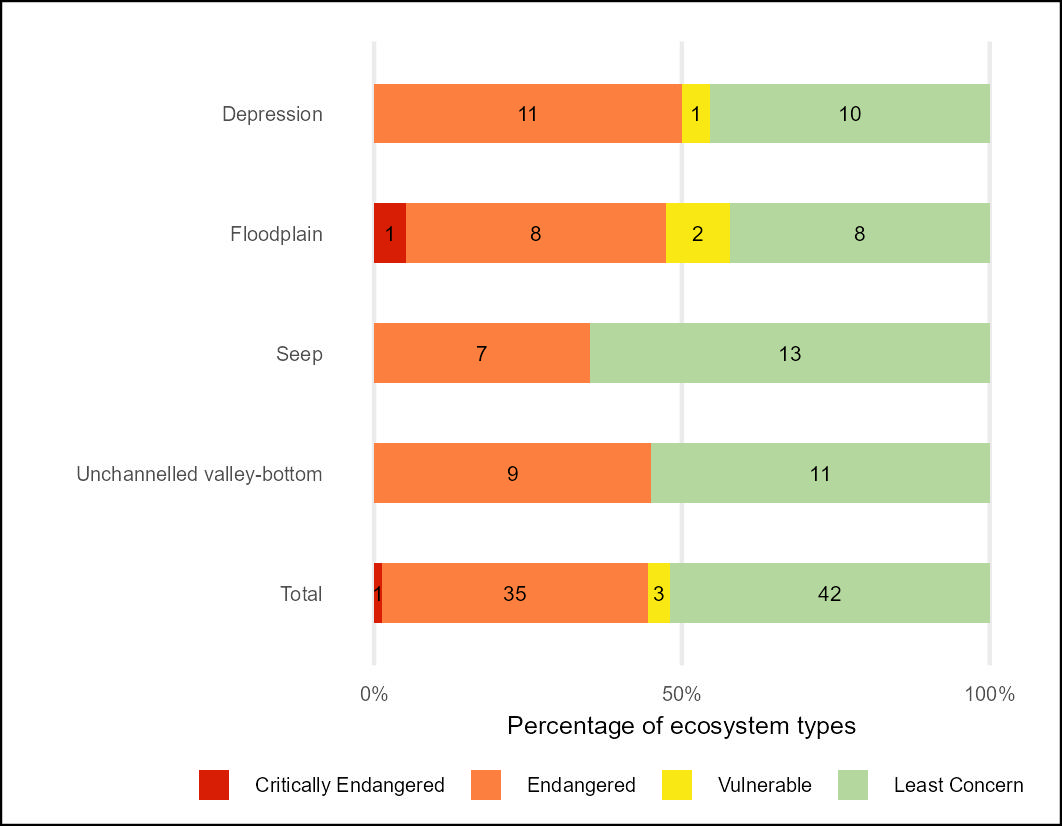 Depression 11 1 10
Floodplain 1 8 2 8
Seep 7 13
Unchannelled valley-bottom 9 11
Total 1 35 3 42
0% 50% 100%
Percentage of ecosystem types
Critically Endangered Endangered Vulnerable Least Concern